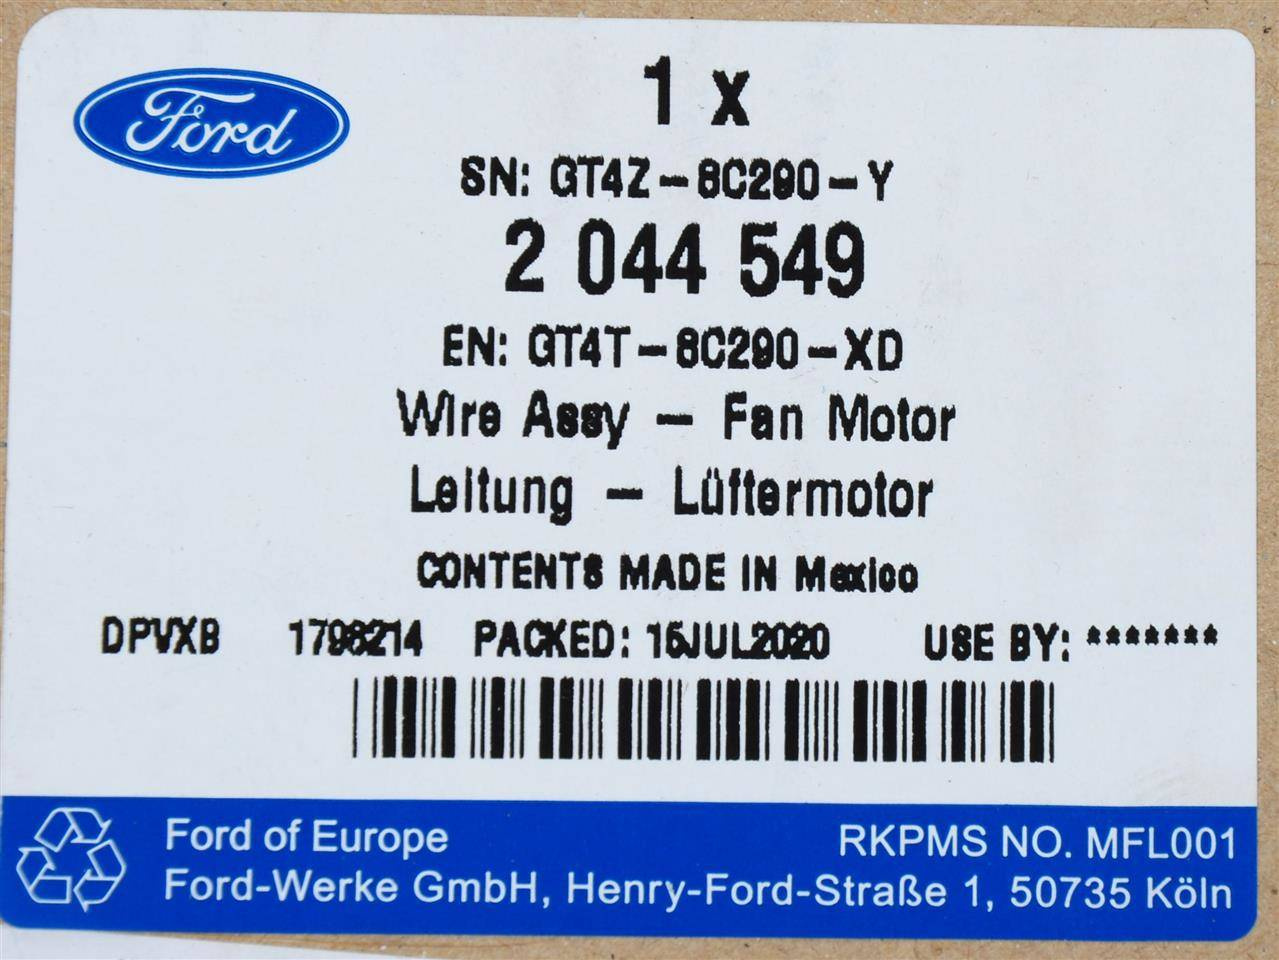 Ford
1 x
SN: GT4Z-8C290-Y
2 044 549
EN: GT4T-8C290-XD
Wire Assy - Fan Motor
Leitung - Lüftermotor
CONTENTS MADE IN Mexico
DPVXB 1798214 PACKED: 15JUL2020 USE BY: *******
Ford of Europe RKPMS NO. MFL001
Ford-Werke GmbH, Henry-Ford-Straße 1, 50735 Köln